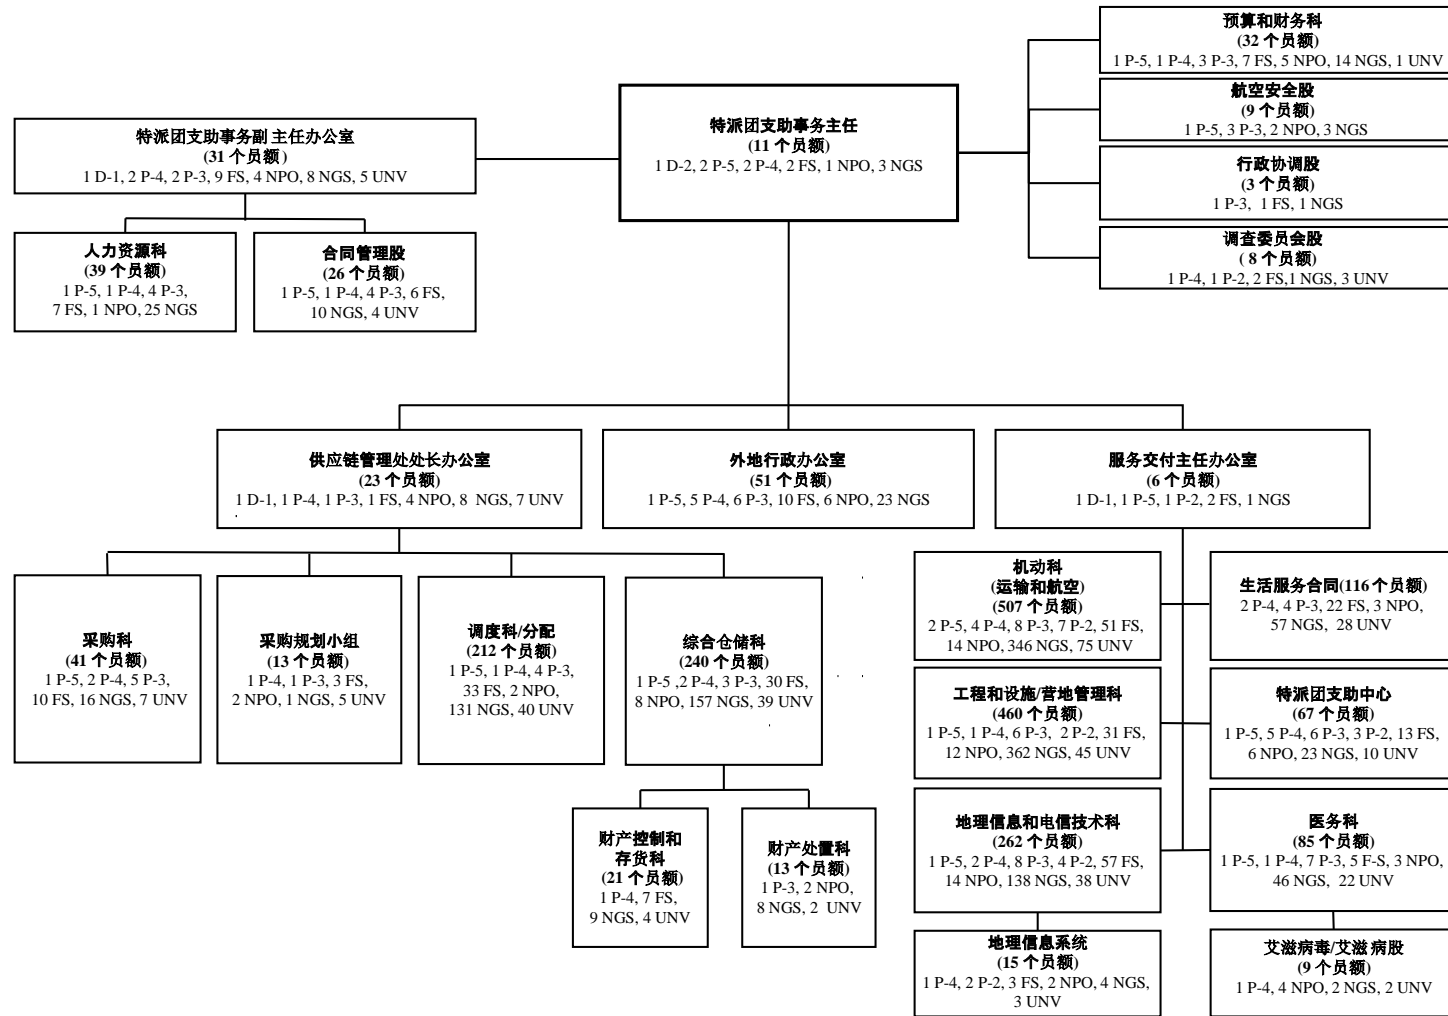 预算和财务科
(32 个员额)
1 P-5, 1 P-4, 3 P-3, 7 FS, 5 NPO, 14 NGS, 1 UNV
航空安全股
(9 个员额)
1 P-5, 3 P-3, 2 NPO, 3 NGS
行政协调股
(3 个员额)
1 P-3, 1 FS, 1 NGS
调查委员会股
( 8 个员额)
1 P-4, 1 P-2, 2 FS,1 NGS, 3 UNV
特派团支助事务主任
(11 个员额)
1 D-2, 2 P-5, 2 P-4, 2 FS, 1 NPO, 3 NGS
特派团支助事务副 主任办公室
(31 个员额 )
1 D-1, 2 P-4, 2 P-3, 9 FS, 4 NPO, 8 NGS, 5 UNV
人力资源科
(39 个员额)
1 P-5, 1 P-4, 4 P-3,
7 FS, 1 NPO, 25 NGS
合同管理股
(26 个员额)
1 P-5, 1 P-4, 4 P-3, 6 FS,
10 NGS, 4 UNV
供应链管理处处长办公室
(23 个员额)
1 D-1, 1 P-4, 1 P-3, 1 FS, 4 NPO, 8 NGS, 7 UNV
外地行政办公室
(51 个员额)
1 P-5, 5 P-4, 6 P-3, 10 FS, 6 NPO, 23 NGS
服务交付主任办公室
(6 个员额)
1 D-1, 1 P-5, 1 P-2, 2 FS, 1 NGS
采购科
(41 个员额)
1 P-5, 2 P-4, 5 P-3,
10 FS, 16 NGS, 7 UNV
采购规划小组
(13 个员额)
1 P-4, 1 P-3, 3 FS,
2 NPO, 1 NGS, 5 UNV
调度科/分配
(212 个员额)
1 P-5, 1 P-4, 4 P-3,
33 FS, 2 NPO,
131 NGS, 40 UNV
综合仓储科
(240 个员额)
1 P-5 ,2 P-4, 3 P-3, 30 FS,
8 NPO, 157 NGS, 39 UNV
财产控制和
存货科
(21 个员额)
1 P-4, 7 FS,
9 NGS, 4 UNV
财产处置科
(13 个员额)
1 P-3, 2 NPO,
8 NGS, 2 UNV
机动科
(运输和航空)
(507 个员额)
2 P-5, 4 P-4, 8 P-3, 7 P-2, 51 FS,
14 NPO, 346 NGS, 75 UNV
生活服务合同(116 个员额)
2 P-4, 4 P-3, 22 FS, 3 NPO,
57 NGS, 28 UNV
工程和设施/营地管理科
(460 个员额)
1 P-5, 1 P-4, 6 P-3, 2 P-2, 31 FS,
12 NPO, 362 NGS, 45 UNV
特派团支助中心
(67 个员额)
1 P-5, 5 P-4, 6 P-3, 3 P-2, 13 FS,
6 NPO, 23 NGS, 10 UNV
地理信息和电信技术科
(262 个员额)
1 P-5, 2 P-4, 8 P-3, 4 P-2, 57 FS,
14 NPO, 138 NGS, 38 UNV
医务科
(85 个员额)
1 P-5, 1 P-4, 7 P-3, 5 F-S, 3 NPO,
46 NGS, 22 UNV
地理信息系统
(15 个员额)
1 P-4, 2 P-2, 3 FS, 2 NPO, 4 NGS,
3 UNV
艾滋病毒/艾滋 病股
(9 个员额)
1 P-4, 4 NPO, 2 NGS, 2 UNV